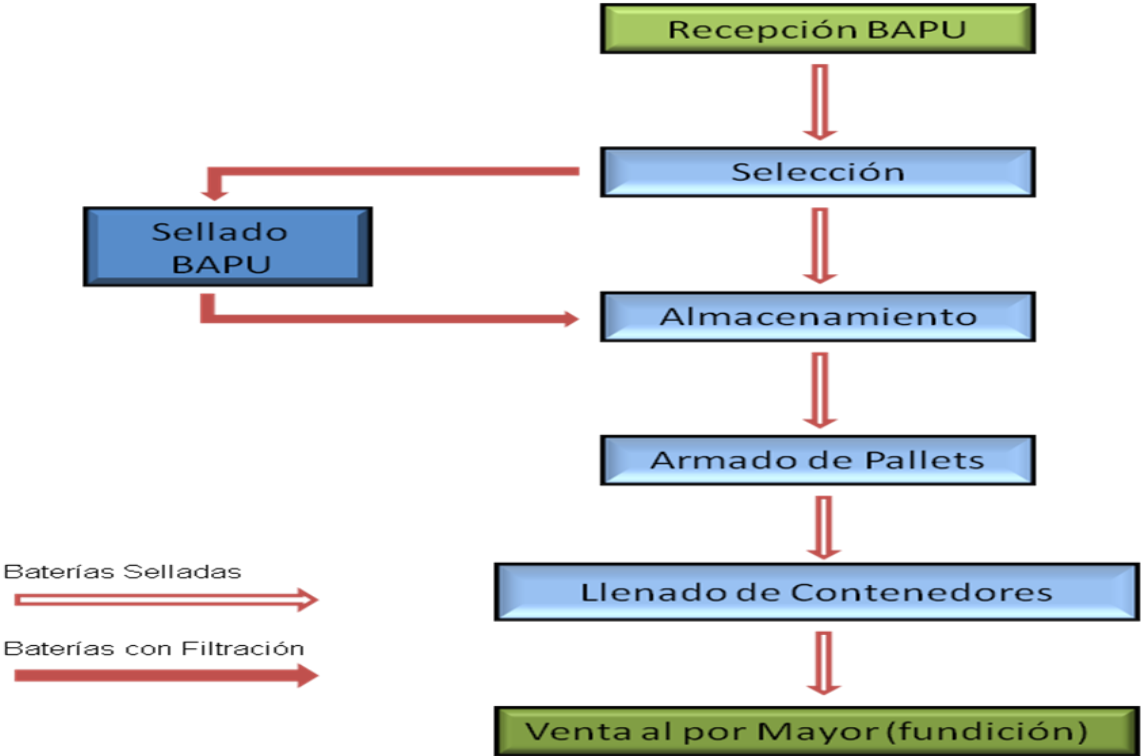 Recepción BAPU
Selección
Sellado
BAPU
Almacenamiento
Armado de Pallets
Baterías Selladas
Llenado de Contenedores
Baterías con Filtración
Venta al por Mayor (fundición)